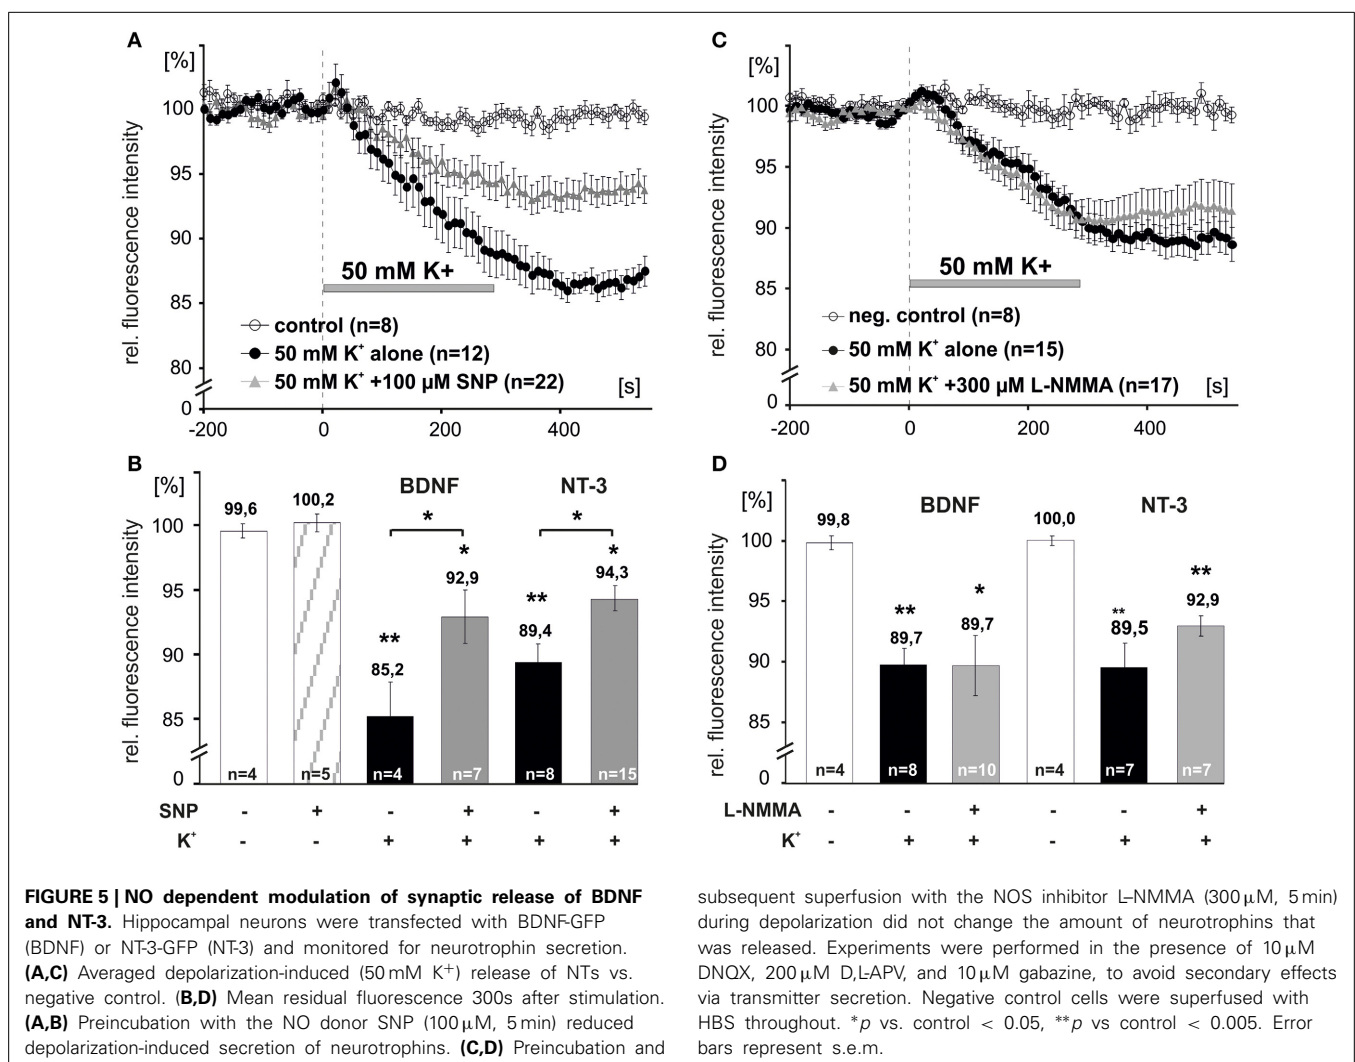 A
[%]
rel. fluorescence intensity
100
95
90
85
80
0
50 mM K+
control (n=8)
50 mM K+ alone (n=12)
50 mM K+ +100 µM SNP (n=22)
[s]
-200 0 200 400
C
[%]
rel. fluorescence intensity
100
95
90
85
80
0
50 mM K+
neg. control (n=8)
50 mM K+ alone (n=15)
50 mM K+ +300 µM L-NMMA (n=17)
[s]
-200 0 200 400
B
[%]
rel. fluorescence intensity
100
95
90
85
0
BDNF NT-3
* *
99,6 100,2 ** 85,2 * 92,9 ** 89,4 * 94,3
n=4 n=5 n=4 n=7 n=8 n=15
SNP - + - + - +
K+ - - + + + +
D
[%]
rel. fluorescence intensity
100
95
90
85
0
BDNF NT-3
99,8 ** 89,7 * 89,7 100,0 ** 89,5 ** 92,9
n=4 n=8 n=10 n=4 n=7 n=7
L-NMMA - - + - - +
K+ - + + - + +
FIGURE 5 | NO dependent modulation of synaptic release of BDNF
and NT-3. Hippocampal neurons were transfected with BDNF-GFP
(BDNF) or NT-3-GFP (NT-3) and monitored for neurotrophin secretion.
(A,C) Averaged depolarization-induced (50 mM K+) release of NTs vs.
negative control. (B,D) Mean residual fluorescence 300s after stimulation.
(A,B) Preincubation with the NO donor SNP (100 µM, 5 min) reduced
depolarization-induced secretion of neurotrophins. (C,D) Preincubation and
subsequent superfusion with the NOS inhibitor L-NMMA (300 µM, 5 min)
during depolarization did not change the amount of neurotrophins that
was released. Experiments were performed in the presence of 10 µM
DNQX, 200 µM D,L-APV, and 10 µM gabazine, to avoid secondary effects
via transmitter secretion. Negative control cells were superfused with
HBS throughout. *p vs. control < 0.05, **p vs control < 0.005. Error
bars represent s.e.m.